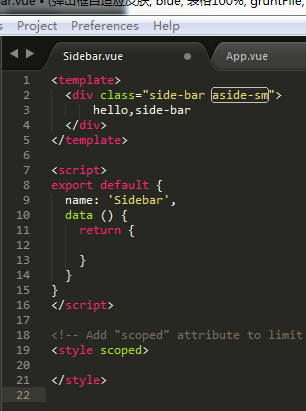 ar.vue • (弹出框自适应皮肤, blue, 表格100%, gruntFile,
s Project Preferences Help
Sidebar.vue App.vue
1 <template>
2 <div class="side-bar aside-sm">
3 hello,side-bar
4 </div>
5 </template>
6
7 <script>
8 export default {
9 name: 'Sidebar',
10 data () {
11 return {
12
13 }
14 }
15 }
16 </script>
17
18 <!-- Add "scoped" attribute to limit
19 <style scoped>
20
21 </style>
22